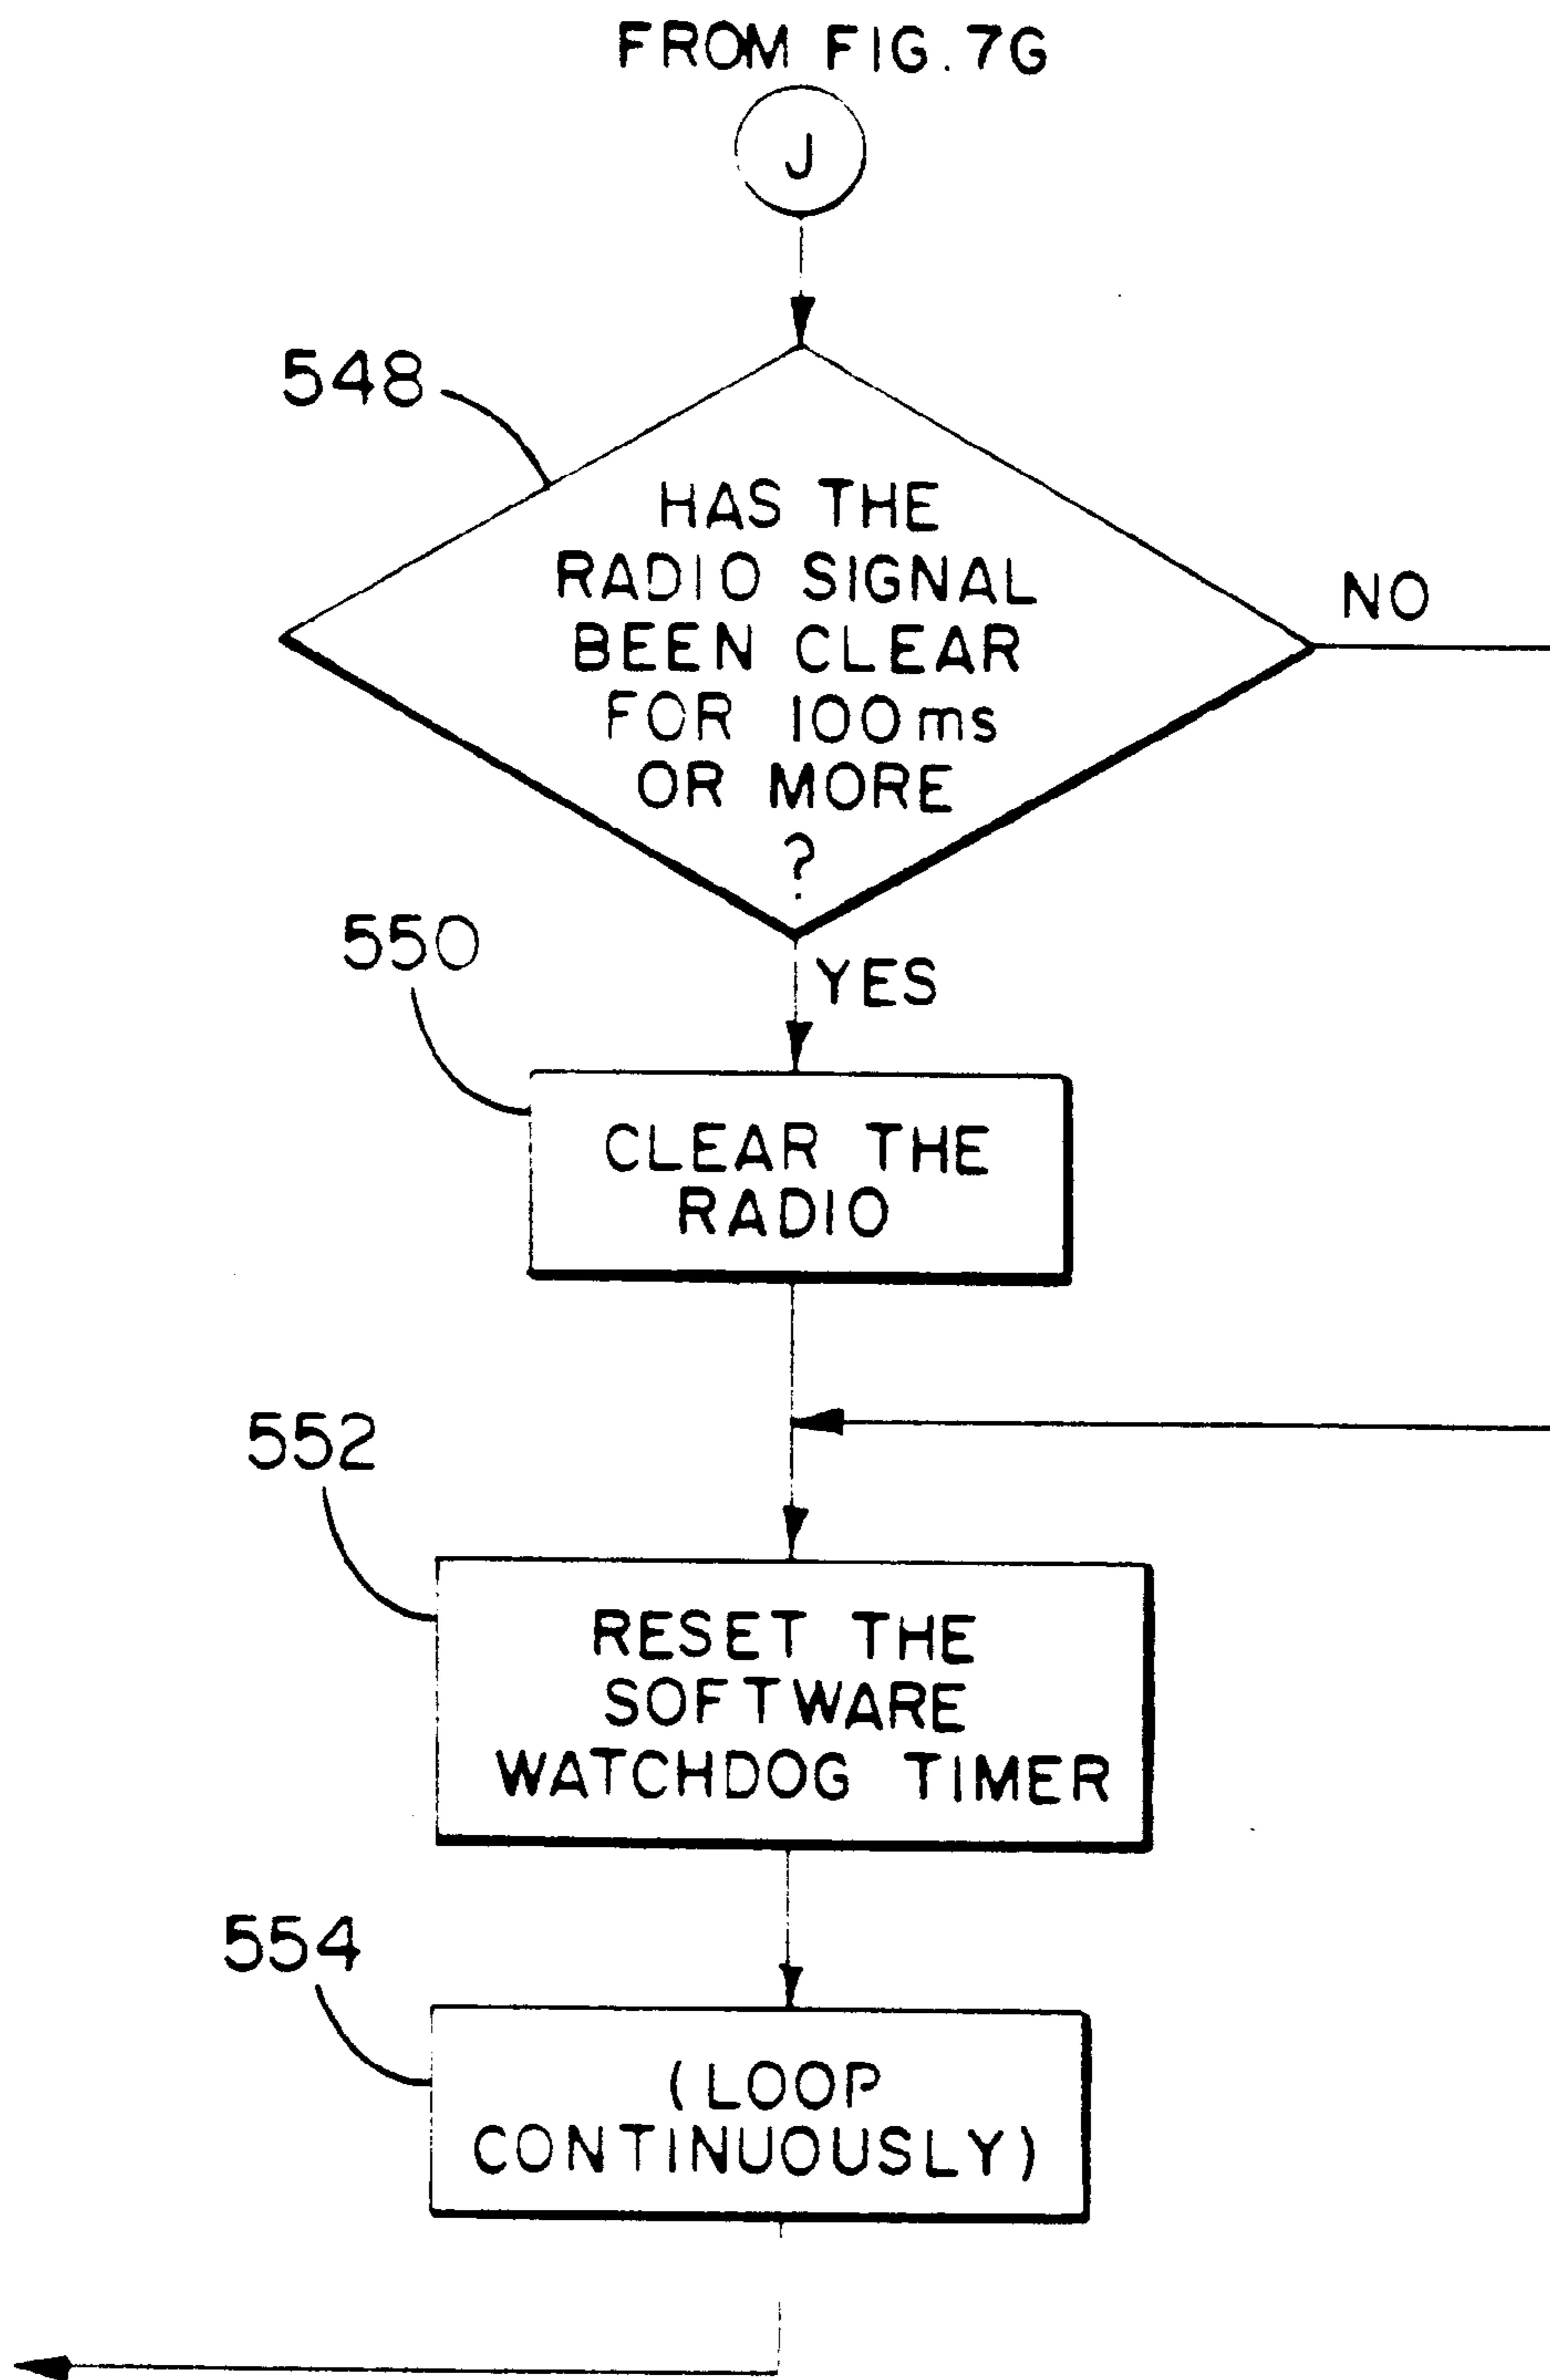 FROM FIG. 7G
J
548
HAS THE
RADIO SIGNAL
BEEN CLEAR
FOR 100ms
OR MORE
?
NO
550
YES
CLEAR THE
RADIO
552
RESET THE
SOFTWARE
WATCHDOG TIMER
554
(LOOP
CONTINUOUSLY)